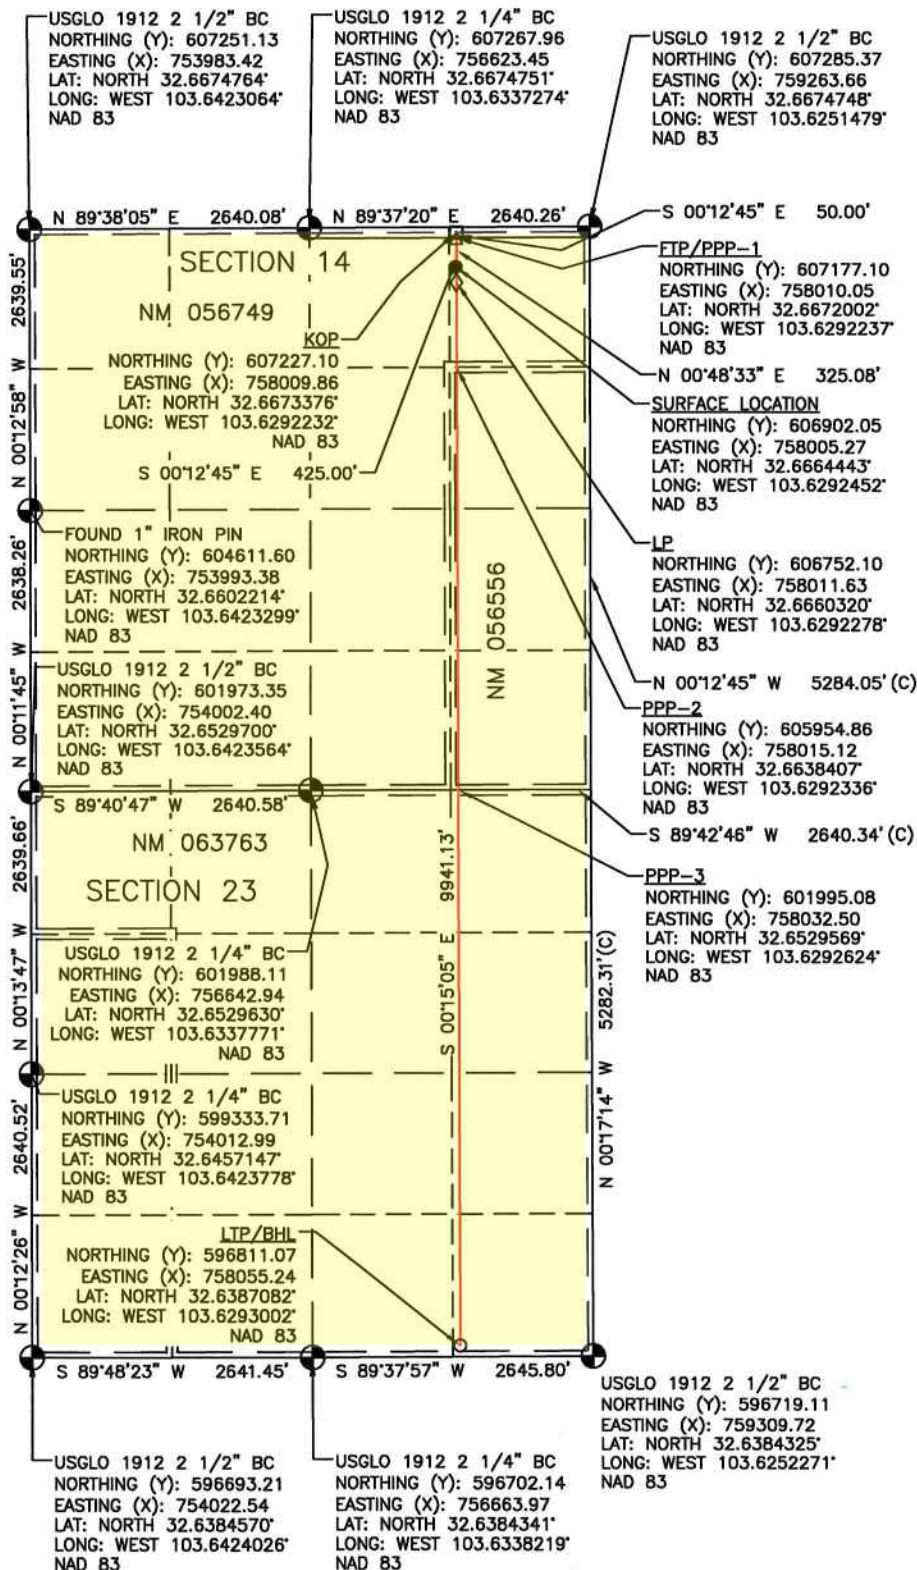 USGLO 1912 2 1/2" BC
NORTHING (Y): 607251.13
EASTING (X): 753983.42
LAT: NORTH 32.6674764°
LONG: WEST 103.6423064°
NAD 83
USGLO 1912 2 1/4" BC
NORTHING (Y): 607267.96
EASTING (X): 756623.45
LAT: NORTH 32.6674751°
LONG: WEST 103.6337274°
NAD 83
USGLO 1912 2 1/2" BC
NORTHING (Y): 607285.37
EASTING (X): 759263.66
LAT: NORTH 32.6674748°
LONG: WEST 103.6251479°
NAD 83
N 89°38'05" E 2640.08'
N 89°37'20" E 2640.26'
S 00°12'45" E 50.00'
FTP/PPP-1
NORTHING (Y): 607177.10
EASTING (X): 758010.05
LAT: NORTH 32.6672002°
LONG: WEST 103.6292237°
NAD 83
N 00°48'33" E 325.08'
SURFACE LOCATION
NORTHING (Y): 606902.05
EASTING (X): 758005.27
LAT: NORTH 32.6664443°
LONG: WEST 103.6292452°
NAD 83
LP
NORTHING (Y): 606752.10
EASTING (X): 758011.63
LAT: NORTH 32.6660320°
LONG: WEST 103.6292278°
NAD 83
N 00°12'45" W 5284.05' (C)
PPP-2
NORTHING (Y): 605954.86
EASTING (X): 758015.12
LAT: NORTH 32.6638407°
LONG: WEST 103.6292336°
NAD 83
S 89°42'46" W 2640.34' (C)
PPP-3
NORTHING (Y): 601995.08
EASTING (X): 758032.50
LAT: NORTH 32.6529569°
LONG: WEST 103.6292624°
NAD 83
N 00°17'14" W 5282.31' (C)
SECTION 14
NM 056749
KOP
NORTHING (Y): 607227.10
EASTING (X): 758009.86
LAT: NORTH 32.6673376°
LONG: WEST 103.6292232°
NAD 83
S 00°12'45" E 425.00'
N 00°12'58" W 2639.55'
FOUND 1" IRON PIN
NORTHING (Y): 604611.60
EASTING (X): 753993.38
LAT: NORTH 32.6602214°
LONG: WEST 103.6423299°
NAD 83
NM 056556
N 00°11'45" W 2638.26'
USGLO 1912 2 1/2" BC
NORTHING (Y): 601973.35
EASTING (X): 754002.40
LAT: NORTH 32.6529700°
LONG: WEST 103.6423564°
NAD 83
S 89°40'47" W 2640.58'
NM 063763
SECTION 23
N 00°13'47" W 2639.66'
S 00°15'05" E 9941.13'
USGLO 1912 2 1/4" BC
NORTHING (Y): 601988.11
EASTING (X): 756642.94
LAT: NORTH 32.6529630°
LONG: WEST 103.6337771°
NAD 83
USGLO 1912 2 1/4" BC
NORTHING (Y): 599333.71
EASTING (X): 754012.99
LAT: NORTH 32.6457147°
LONG: WEST 103.6423778°
NAD 83
N 00°12'26" W 2640.52'
LTP/BHL
NORTHING (Y): 596811.07
EASTING (X): 758055.24
LAT: NORTH 32.6387082°
LONG: WEST 103.6293002°
NAD 83
S 89°48'23" W 2641.45'
S 89°37'57" W 2645.80'
USGLO 1912 2 1/2" BC
NORTHING (Y): 596719.11
EASTING (X): 759309.72
LAT: NORTH 32.6384325°
LONG: WEST 103.6252271°
NAD 83
USGLO 1912 2 1/2" BC
NORTHING (Y): 596693.21
EASTING (X): 754022.54
LAT: NORTH 32.6384570°
LONG: WEST 103.6424026°
NAD 83
USGLO 1912 2 1/4" BC
NORTHING (Y): 596702.14
EASTING (X): 756663.97
LAT: NORTH 32.6384341°
LONG: WEST 103.6338219°
NAD 83